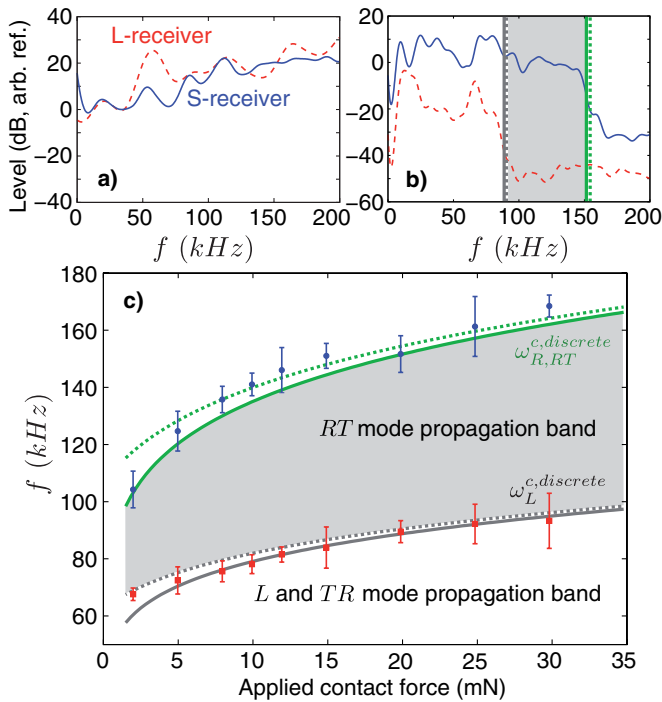 Level (dB, arb. ref.)
40
20
0
−20
−40
L-receiver
S-receiver
a)
0 50 100 150 200
f (kHz)
20
0
−20
−40
−60
b)
0 50 100 150 200
f (kHz)
f (kHz)
180
160
140
120
100
80
60
c)
ω_{R,RT}^{c,discrete}
RT mode propagation band
ω_{L}^{c,discrete}
L and TR mode propagation band
0 5 10 15 20 25 30 35
Applied contact force (mN)